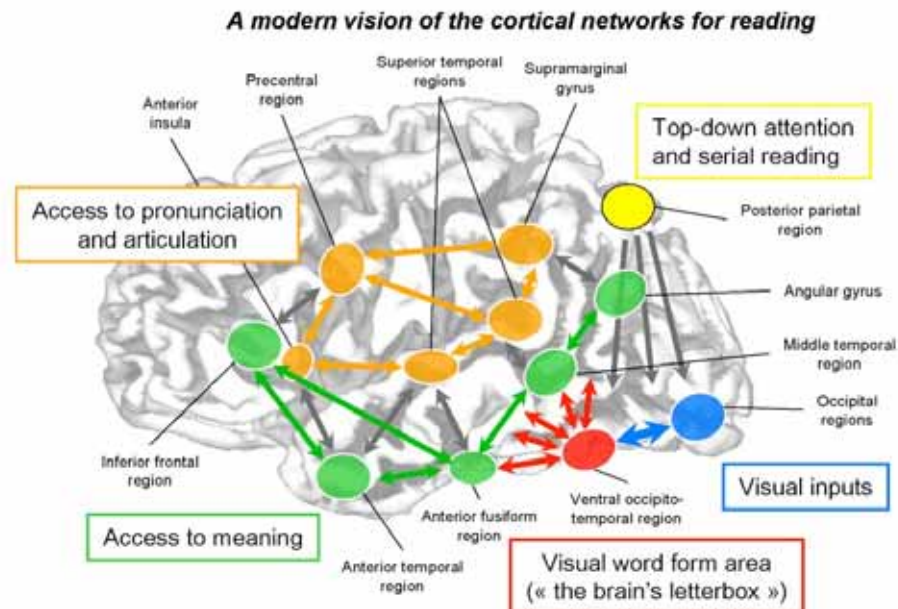 A modern vision of the cortical networks for reading
Superior temporal
regions
Supramarginal
gyrus
Precentral
region
Anterior
insula
Top-down attention
and serial reading
Access to pronunciation
and articulation
Posterior parietal
region
Angular gyrus
Middle temporal
region
Occipital
regions
Inferior frontal
region
Visual inputs
Ventral occipito-
temporal region
Anterior fusiform
region
Access to meaning
Anterior temporal
region
Visual word form area
(« the brain's letterbox »)